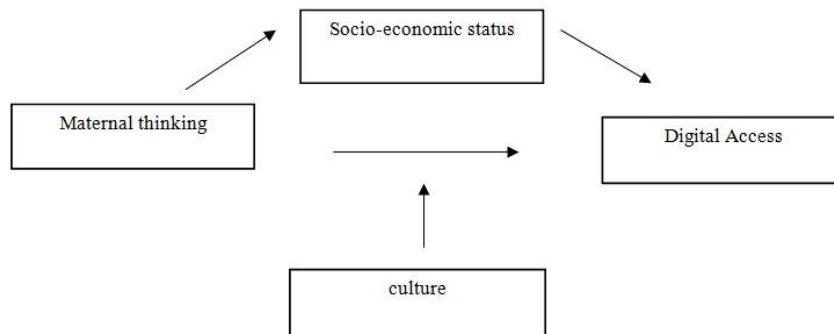 Socio-economic status
Maternal thinking
Digital Access
culture